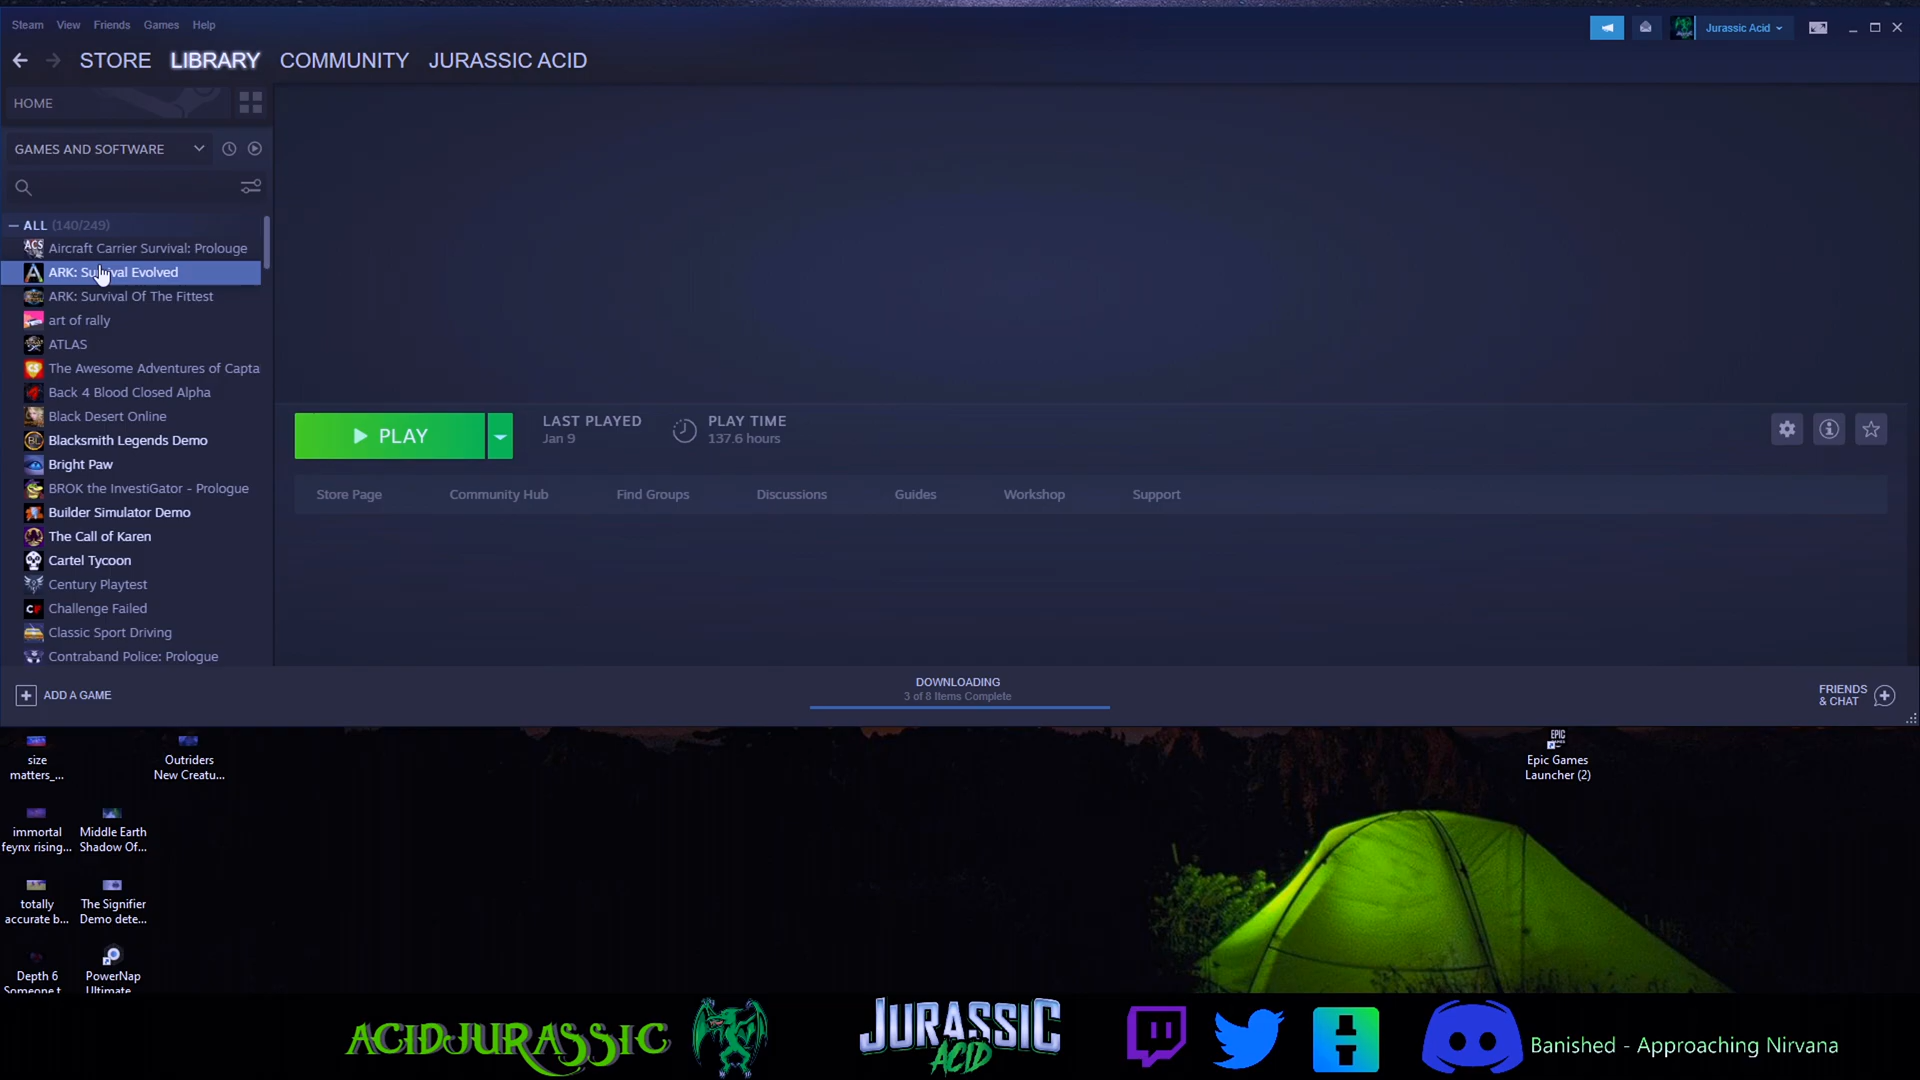 Steam View Friends Games Help
Jurassic Acid
STORE LIBRARY COMMUNITY JURASSIC ACID
HOME
GAMES AND SOFTWARE
ALL (140/249)
Aircraft Carrier Survival: Prolouge
ARK: Survival Evolved
ARK: Survival Of The Fittest
art of rally
ATLAS
The Awesome Adventures of Capta
Back 4 Blood Closed Alpha
Black Desert Online
Blacksmith Legends Demo
Bright Paw
BROK the InvestiGator - Prologue
Builder Simulator Demo
The Call of Karen
Cartel Tycoon
Century Playtest
Challenge Failed
Classic Sport Driving
Contraband Police: Prologue
PLAY
LAST PLAYED
Jan 9
PLAY TIME
137.6 hours
Store Page Community Hub Find Groups Discussions Guides Workshop Support
ADD A GAME
DOWNLOADING
3 of 8 Items Complete
FRIENDS
& CHAT
size
matters_...
Outriders
New Creatu...
EPIC
Epic Games
Launcher (2)
immortal
feynx rising...
Middle Earth
Shadow Of...
totally
accurate b...
The Signifier
Demo dete...
Depth 6
Someone t
PowerNap
Ultimate
ACIDJURASSIC
JURASSIC
ACID
Banished - Approaching Nirvana